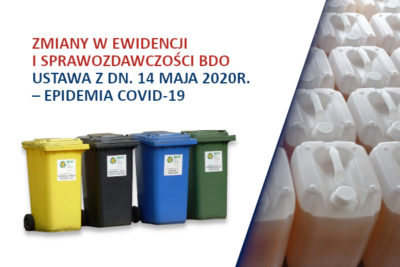 ZMIANY W EWIDENCJI
I SPRAWOZDAWCZOŚCI BDO
USTAWA Z DN. 14 MAJA 2020R.
– EPIDEMIA COVID-19